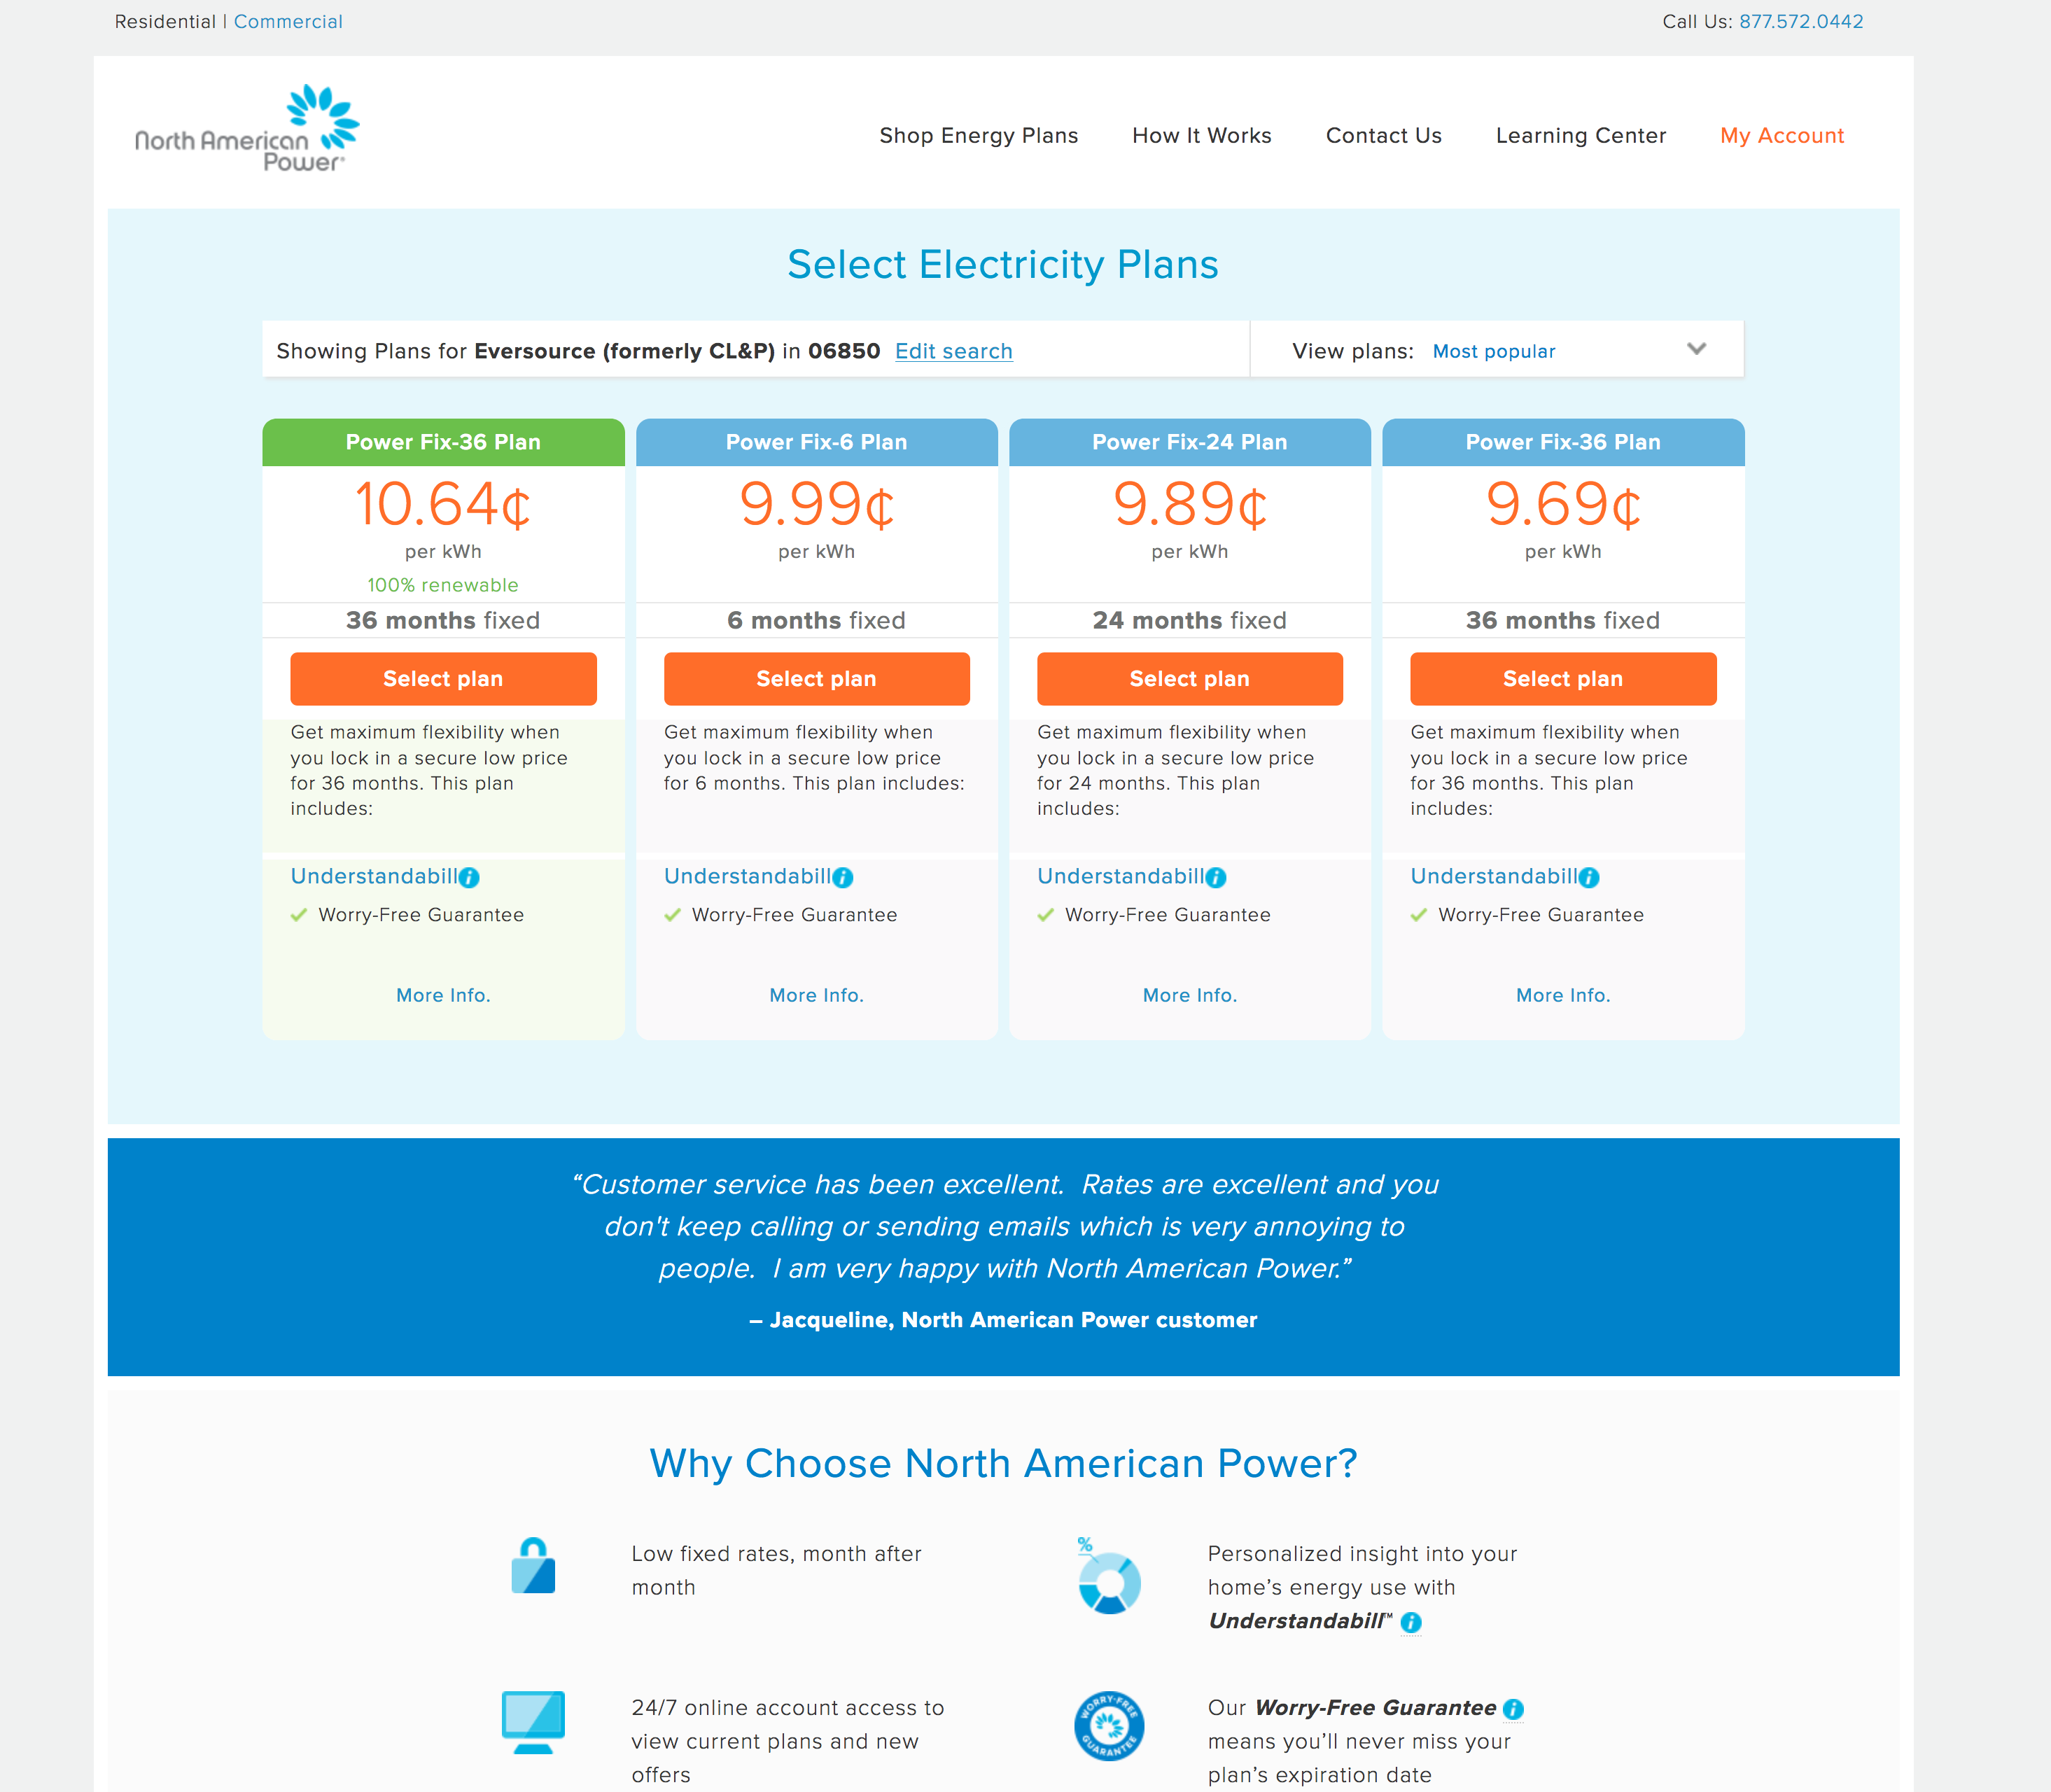 Residential | Commercial
Call Us: 877.572.0442
North American
Power
Shop Energy Plans
How It Works
Contact Us
Learning Center
My Account
Select Electricity Plans
Showing Plans for Eversource (formerly CL&P) in 06850 Edit search
View plans: Most popular
Power Fix-36 Plan
10.64¢
per kWh
100% renewable
36 months fixed
Select plan
Get maximum flexibility when
you lock in a secure low price
for 36 months. This plan
includes:
Understandabill
Worry-Free Guarantee
More Info.
Power Fix-6 Plan
9.99¢
per kWh
6 months fixed
Select plan
Get maximum flexibility when
you lock in a secure low price
for 6 months. This plan includes:
Understandabill
Worry-Free Guarantee
More Info.
Power Fix-24 Plan
9.89¢
per kWh
24 months fixed
Select plan
Get maximum flexibility when
you lock in a secure low price
for 24 months. This plan
includes:
Understandabill
Worry-Free Guarantee
More Info.
Power Fix-36 Plan
9.69¢
per kWh
36 months fixed
Select plan
Get maximum flexibility when
you lock in a secure low price
for 36 months. This plan
includes:
Understandabill
Worry-Free Guarantee
More Info.
“Customer service has been excellent. Rates are excellent and you
don't keep calling or sending emails which is very annoying to
people. I am very happy with North American Power.”
– Jacqueline, North American Power customer
Why Choose North American Power?
Low fixed rates, month after
month
%
Personalized insight into your
home’s energy use with
Understandabill™
24/7 online account access to
view current plans and new
offers
WORRY-FREE
GUARANTEE
Our Worry-Free Guarantee
means you’ll never miss your
plan’s expiration date